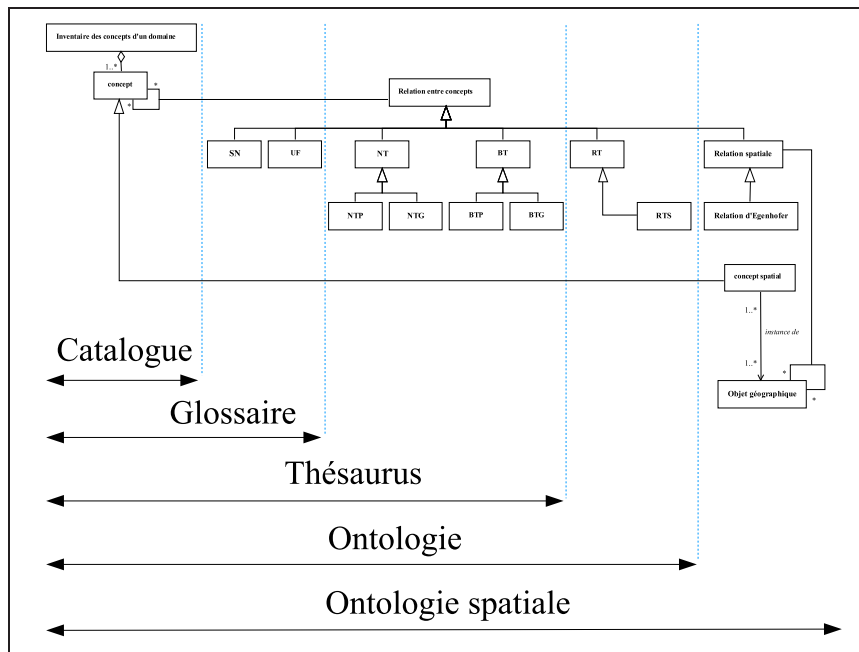 Inventaire des concepts d'un domaine
1..*
concept
*
*
Relation entre concepts
SN
UF
NT
BT
RT
Relation spatiale
NTP
NTG
BTP
BTG
RTS
Relation d'Egenhofer
concept spatial
1..*
instance de
1..*
*
Objet géographique
*
Catalogue
Glossaire
Thésaurus
Ontologie
Ontologie spatiale